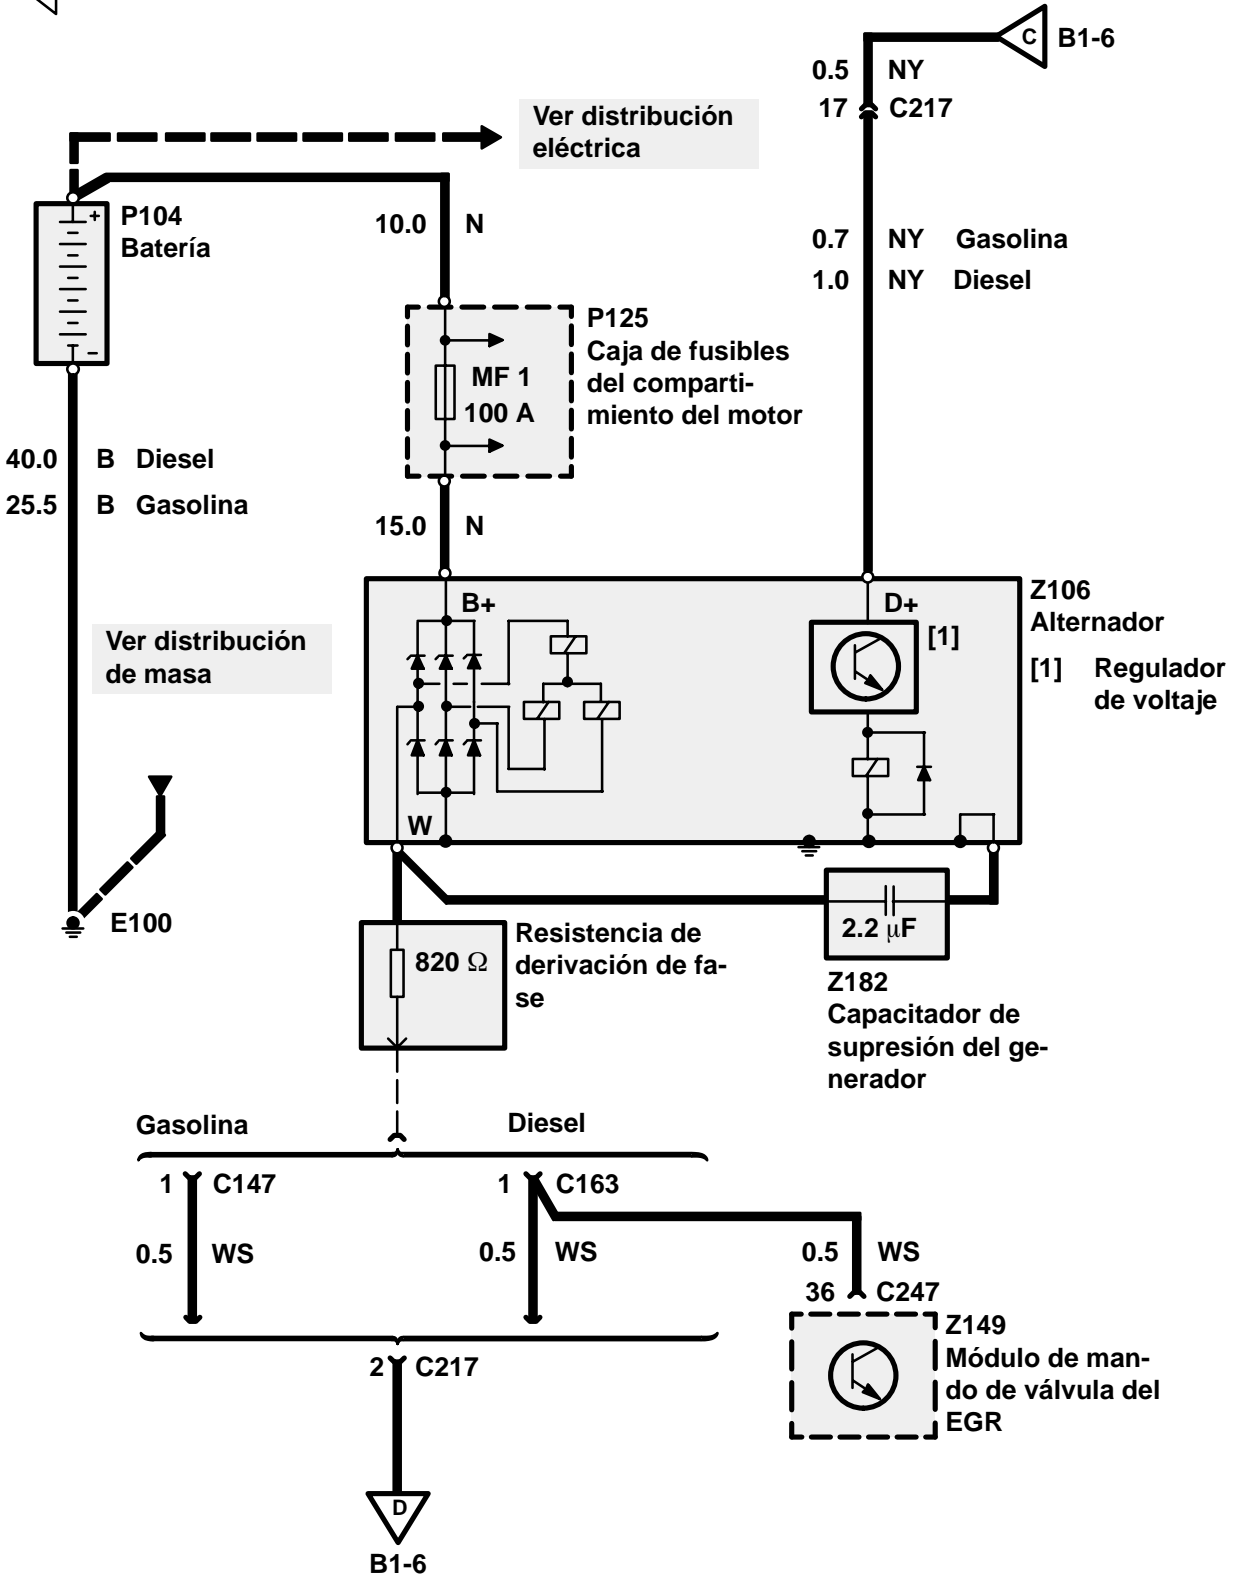 C B1-6
0.5 NY
17 C217
Ver distribución
eléctrica
P104
Batería
+
−
10.0 N
0.7 NY Gasolina
1.0 NY Diesel
P125
Caja de fusibles
del comparti-
miento del motor
MF 1
100 A
40.0 B Diesel
25.5 B Gasolina
15.0 N
Ver distribución
de masa
B+
D+
[1]
W
Z106
Alternador
[1] Regulador
de voltaje
E100
820 Ω
Resistencia de
derivación de fa-
se
2.2 μF
Z182
Capacitador de
supresión del ge-
nerador
Gasolina
Diesel
1 C147
1 C163
0.5 WS
0.5 WS
0.5 WS
36 C247
Z149
Módulo de man-
do de válvula del
EGR
2 C217
D
B1-6